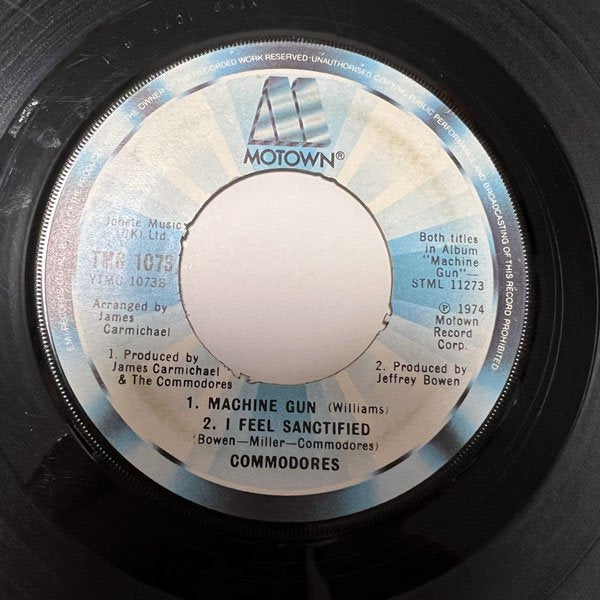 THE OWNER OF THE RECORDED WORK RESERVED · UNAUTHORISED COPYING, PUBLIC PERFORMANCE AND BROADCASTING OF THIS RECORD PROHIBITED
MOTOWN®
Jobete Music
(UK) Ltd.
TMG 1073
YTMG 1073B
Arranged by
James
Carmichael
Both titles
in Album
"Machine
Gun"—
STML 11273
Ⓟ 1974
Motown
Record
Corp.
1. Produced by
James Carmichael
& The Commodores
2. Produced by
Jeffrey Bowen
1. MACHINE GUN (Williams)
2. I FEEL SANCTIFIED
(Bowen—Miller—Commodores)
COMMODORES